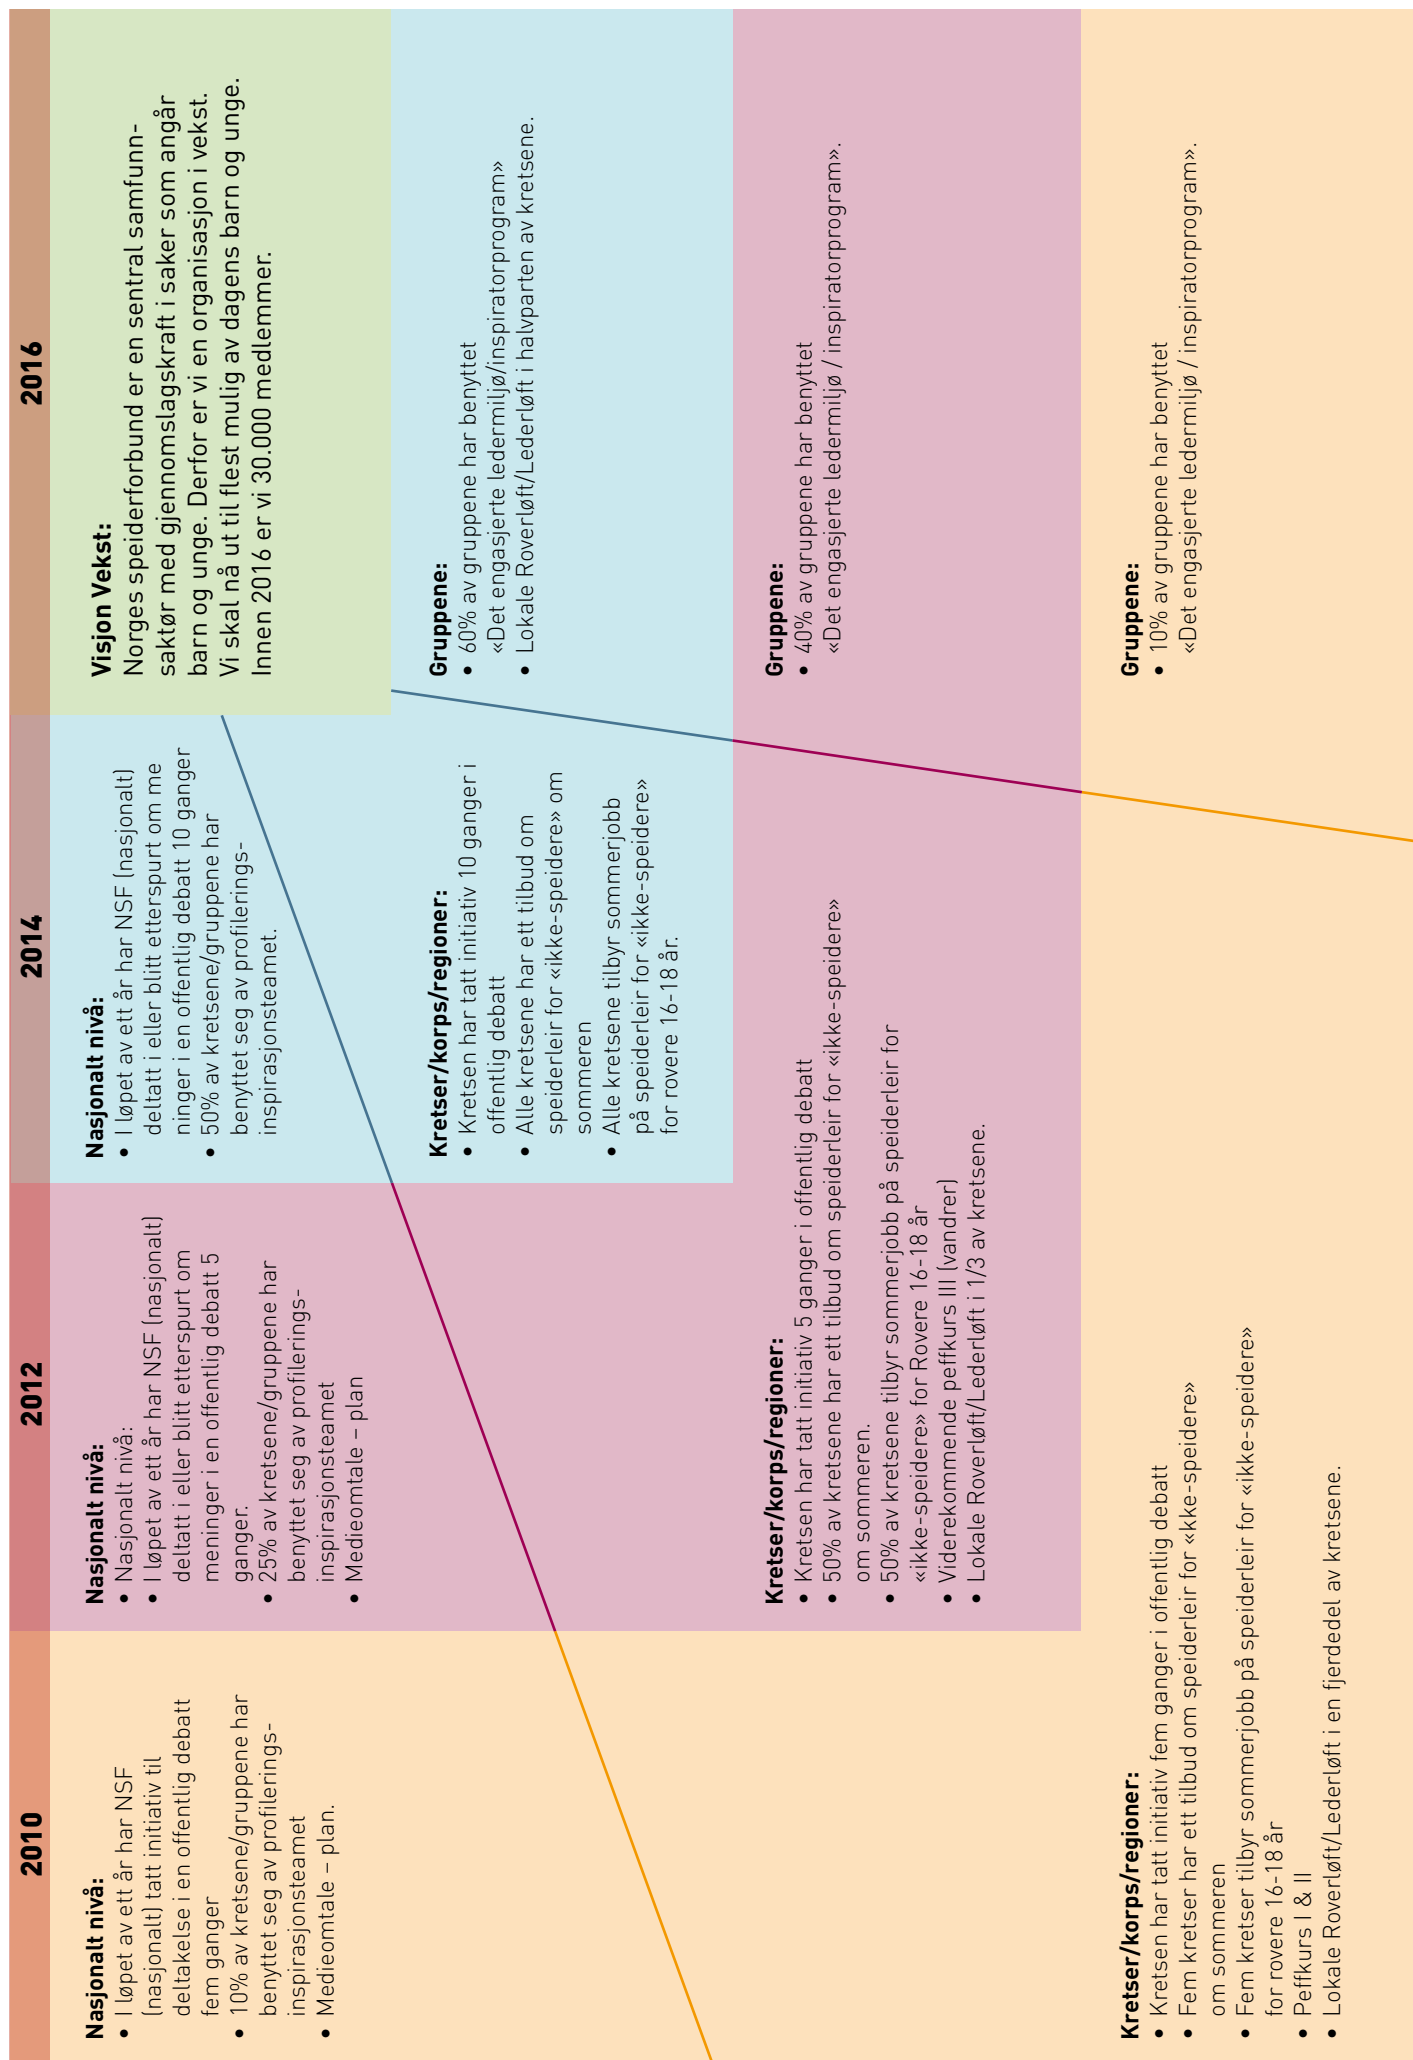 2010
2012
2014
2016
Nasjonalt nivå:
• I løpet av ett år har NSF
(nasjonalt) tatt initiativ til
deltakelse i en offentlig debatt
fem ganger
• 10% av kretsene/gruppene har
benyttet seg av profilerings-
inspirasjonsteamet
• Medieomtale – plan.
Nasjonalt nivå:
• Nasjonalt nivå:
• I løpet av ett år har NSF (nasjonalt)
deltatt i eller blitt etterspurt om
meninger i en offentlig debatt 5
ganger.
• 25% av kretsene/gruppene har
benyttet seg av profilerings-
inspirasjonsteamet
• Medieomtale – plan
Nasjonalt nivå:
• I løpet av ett år har NSF (nasjonalt)
deltatt i eller blitt etterspurt om me
ninger i en offentlig debatt 10 ganger
• 50% av kretsene/gruppene har
benyttet seg av profilerings-
inspirasjonsteamet.
Visjon Vekst:
Norges speiderforbund er en sentral samfunn-
saktør med gjennomslagskraft i saker som angår
barn og unge. Derfor er vi en organisasjon i vekst.
Vi skal nå ut til flest mulig av dagens barn og unge.
Innen 2016 er vi 30.000 medlemmer.
Kretser/korps/regioner:
• Kretsen har tatt initiativ 10 ganger i
offentlig debatt
• Alle kretsene har ett tilbud om
speiderleir for «ikke-speidere» om
sommeren
• Alle kretsene tilbyr sommerjobb
på speiderleir for «ikke-speidere»
for rovere 16-18 år.
Gruppene:
• 60% av gruppene har benyttet
«Det engasjerte ledermiljø/inspiratorprogram»
• Lokale Roverløft/Lederløft i halvparten av kretsene.
Kretser/korps/regioner:
• Kretsen har tatt initiativ 5 ganger i offentlig debatt
• 50% av kretsene har ett tilbud om speiderleir for «ikke-speidere»
om sommeren.
• 50% av kretsene tilbyr sommerjobb på speiderleir for
«ikke-speidere» for Rovere 16-18 år
• Viderekommende peffkurs III (vandrer)
• Lokale Roverløft/Lederløft i 1/3 av kretsene.
Gruppene:
• 40% av gruppene har benyttet
«Det engasjerte ledermiljø / inspiratorprogram».
Kretser/korps/regioner:
• Kretsen har tatt initiativ fem ganger i offentlig debatt
• Fem kretser har ett tilbud om speiderleir for «kke-speidere»
om sommeren
• Fem kretser tilbyr sommerjobb på speiderleir for «ikke-speidere»
for rovere 16-18 år
• Peffkurs I & II
• Lokale Roverløft/Lederløft i en fjerdedel av kretsene.
Gruppene:
• 10% av gruppene har benyttet
«Det engasjerte ledermiljø / inspiratorprogram».